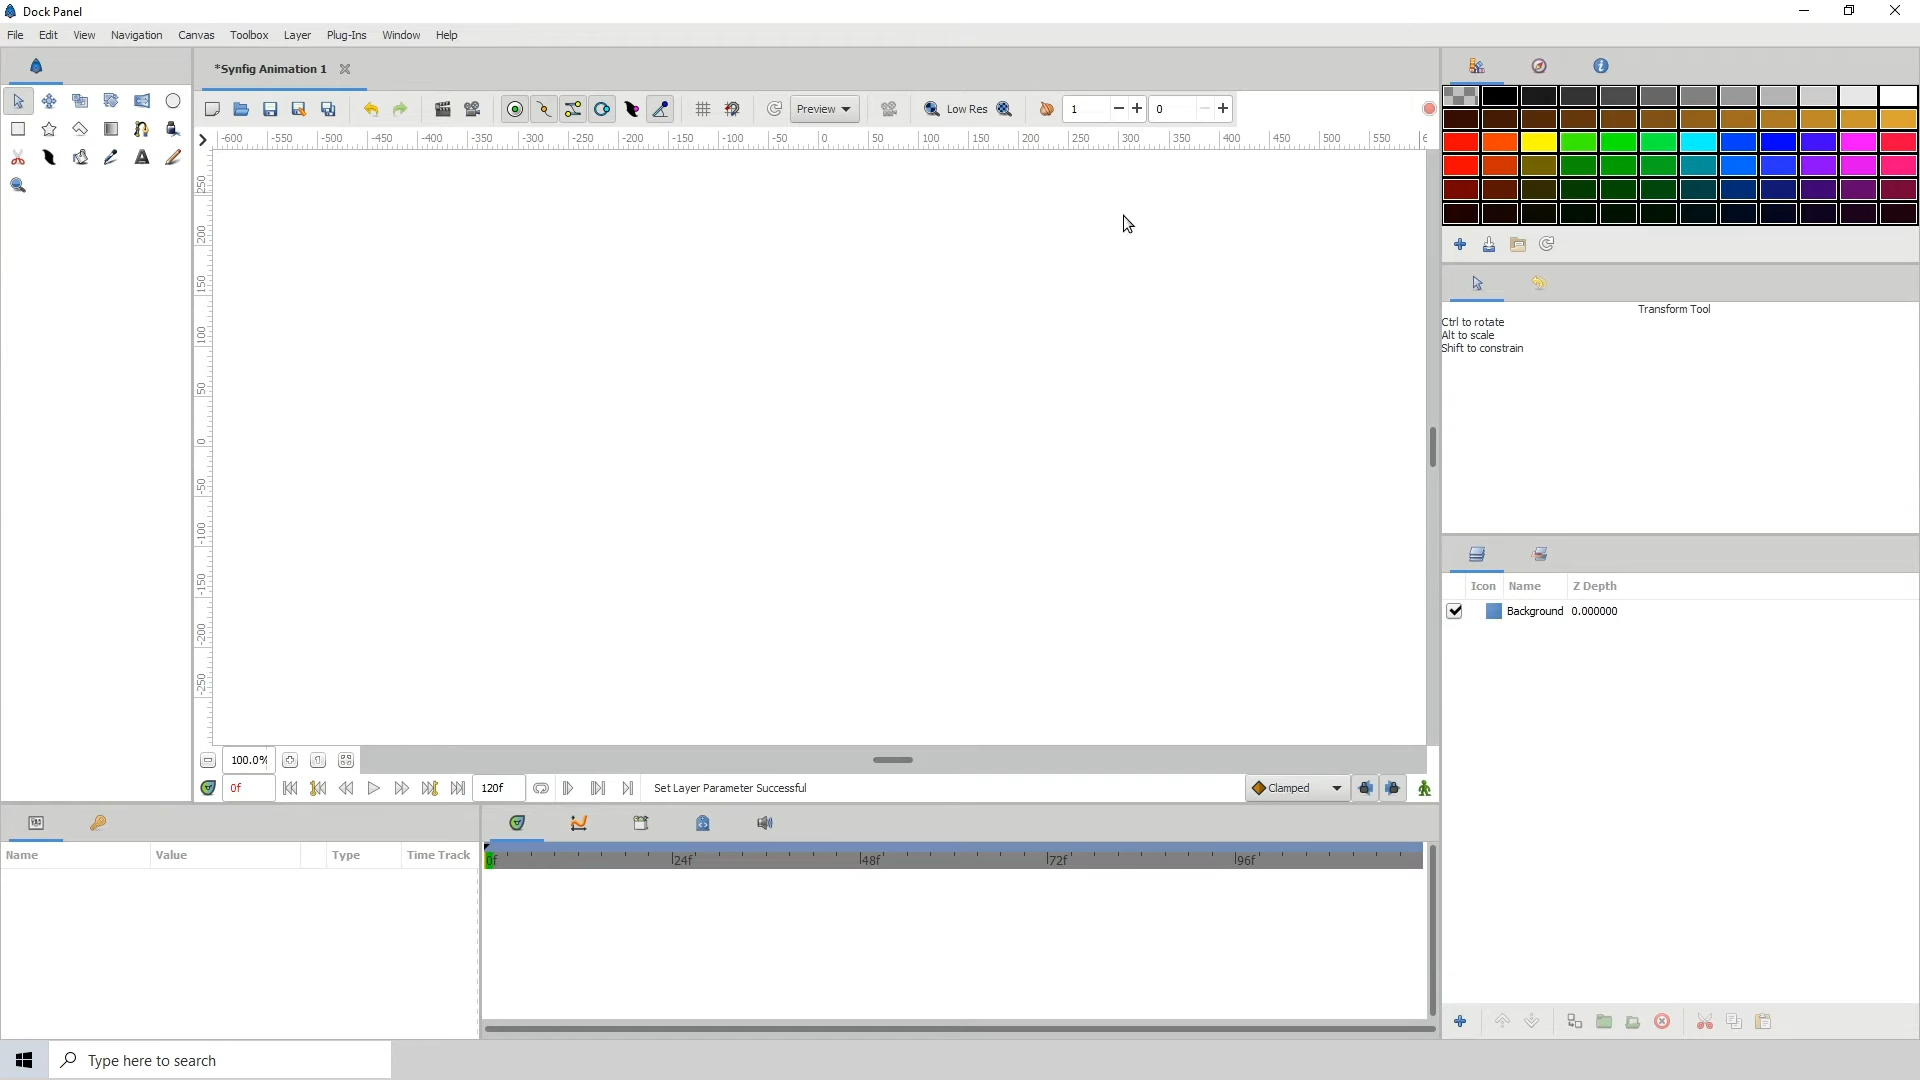 Dock Panel
File Edit View Navigation Canvas Toolbox Layer Plug-Ins Window Help
*Synfig Animation 1
Preview Low Res 1 0
-600 -550 -500 -450 -400 -350 -300 -250 -200 -150 -100 -50 0 50 100 150 200 250 300 350 400 450 500 550 6
250
200
150
100
50
0
-50
-100
-150
-200
-250
Transform Tool
Ctrl to rotate
Alt to scale
Shift to constrain
Icon Name Z Depth
Background 0.000000
100.0%
0f 120f Set Layer Parameter Successful Clamped
Name Value Type Time Track
0f 24f 48f 72f 96f
Type here to search